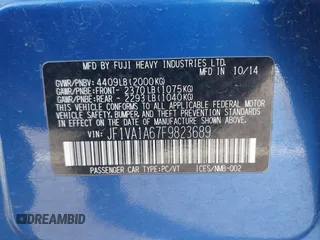 MFD BY FUJI HEAVY INDUSTRIES LTD.
MFD IN 10/14
GVWR/PNBV: 4409LB(2000KG)
GAWR/PNBE:FRONT- 2370LB(1075KG)
GAWR/PNBE:REAR - 2293LB(1040KG)
THIS VEHICLE CONFORMS TO ALL APPLICABLE
FEDERAL MOTOR VEHICLE SAFETY, BUMPER,
AND THEFT PREVENTION STANDARDS
IN EFFECT ON THE DATE OF
MANUFACTURE SHOWN ABOVE.
VIN: JF1VA1A67F9823689
PASSENGER CAR TYPE:PC/VT ICES/NMB-002
GRADEABID.COM